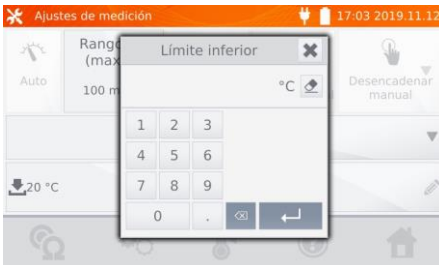 Ajustes de medición 17:03 2019.11.12
Auto
Rango
(max
100 m
Desencadenar
manual
20 °C
Límite inferior
°C
1 2 3
4 5 6
7 8 9
0 .